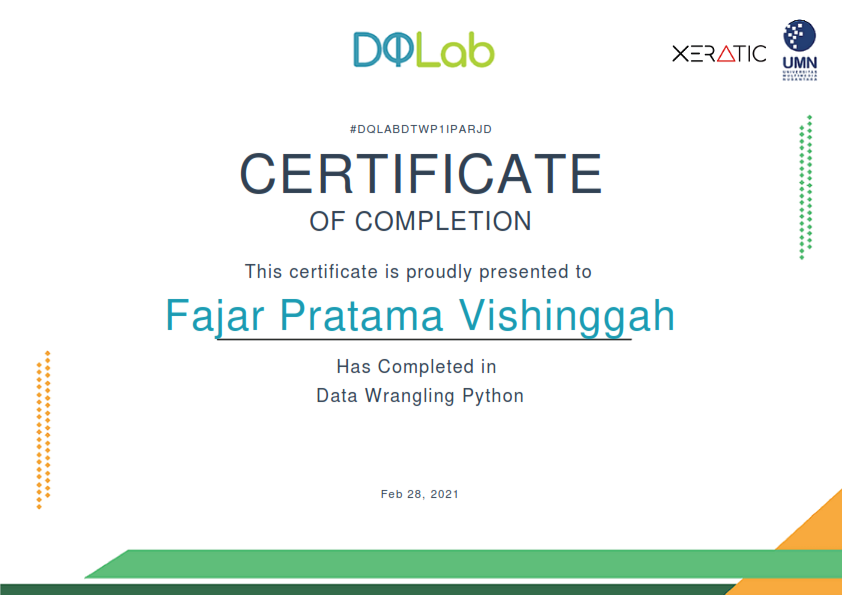 DQLab
XERATIC
UMN
UNIVERSITAS
MULTIMEDIA
NUSANTARA
#DQLABDTWP1IPARJD
CERTIFICATE
OF COMPLETION
This certificate is proudly presented to
Fajar Pratama Vishinggah
Has Completed in
Data Wrangling Python
Feb 28, 2021